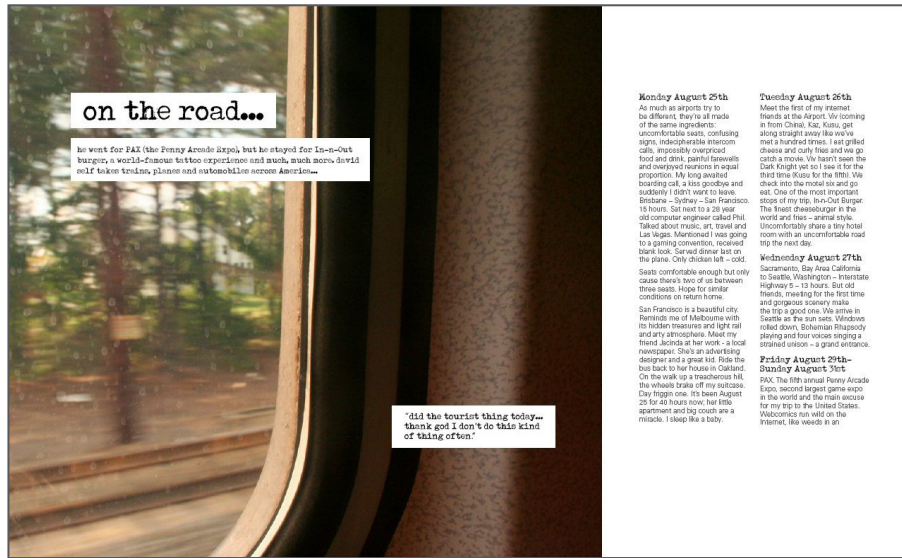 on the road...
he went for PAX (the Penny Arcade Expo), but he stayed for In-n-Out
burger, a world-famous tattoo experience and much, much more. david
self takes trains, planes and automobiles across America...
"did the tourist thing today...
thank god I don't do this kind
of thing often."
Monday August 25th
As much as airports try to
be different, they're all made
of the same ingredients:
uncomfortable seats, confusing
signs, indecipherable intercom
calls, impossibly overpriced
food and drink, painful farewells
and overjoyed reunions in equal
proportion. My long awaited
boarding call, a kiss goodbye and
suddenly I didn't want to leave.
Brisbane – Sydney – San Francisco.
15 hours. Sat next to a 28 year
old computer engineer called Phil.
Talked about music, art, travel and
Las Vegas. Mentioned I was going
to a gaming convention, received
blank look. Served dinner last on
the plane. Only chicken left – cold.
Seats comfortable enough but only
cause there's two of us between
three seats. Hope for similar
conditions on return home.
San Francisco is a beautiful city.
Reminds me of Melbourne with
its hidden treasures and light rail
and arty atmosphere. Meet my
friend Jacinda at her work - a local
newspaper. She's an advertising
designer and a great kid. Ride the
bus back to her house in Oakland.
On the walk up a treacherous hill,
the wheels brake off my suitcase.
Day friggin one. It's been August
25 for 40 hours now; her little
apartment and big couch are a
miracle. I sleep like a baby.
Tuesday August 26th
Meet the first of my internet
friends at the Airport. Viv (coming
in from China), Kaz, Kusu, get
along straight away like we've
met a hundred times. I eat grilled
cheese and curly fries and we go
catch a movie. Viv hasn't seen the
Dark Knight yet so I see it for the
third time (Kusu for the fifth). We
check into the motel six and go
eat. One of the most important
stops of my trip, In-n-Out Burger.
The finest cheeseburger in the
world and fries – animal style.
Uncomfortably share a tiny hotel
room with an uncomfortable road
trip the next day.
Wednesday August 27th
Sacramento, Bay Area California
to Seattle, Washington – Interstate
Highway 5 – 13 hours. But old
friends, meeting for the first time
and gorgeous scenery make
the trip a good one. We arrive in
Seattle as the sun sets. Windows
rolled down, Bohemian Rhapsody
playing and four voices singing a
strained unison – a grand entrance.
Friday August 29th-
Sunday August 31st
PAX. The fifth annual Penny Arcade
Expo, second largest game expo
in the world and the main excuse
for my trip to the United States.
Webcomics run wild on the
Internet, like weeds in an